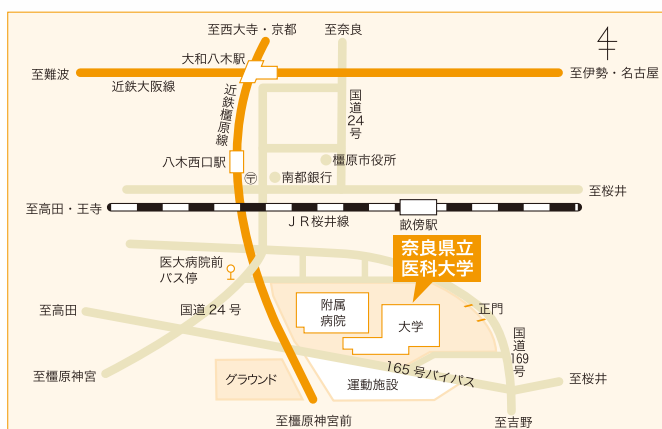 至西大寺・京都
至奈良
大和八木駅
至難波
至伊勢・名古屋
近鉄大阪線
近鉄橿原線
国道24号
八木西口駅
橿原市役所
〒
南都銀行
至桜井
至高田・王寺
JR桜井線
畝傍駅
奈良県立
医科大学
医大病院前
バス停
附属
病院
大学
正門
至高田
国道24号
国道169号
165号バイパス
至橿原神宮
グラウンド
運動施設
至桜井
至橿原神宮前
至吉野